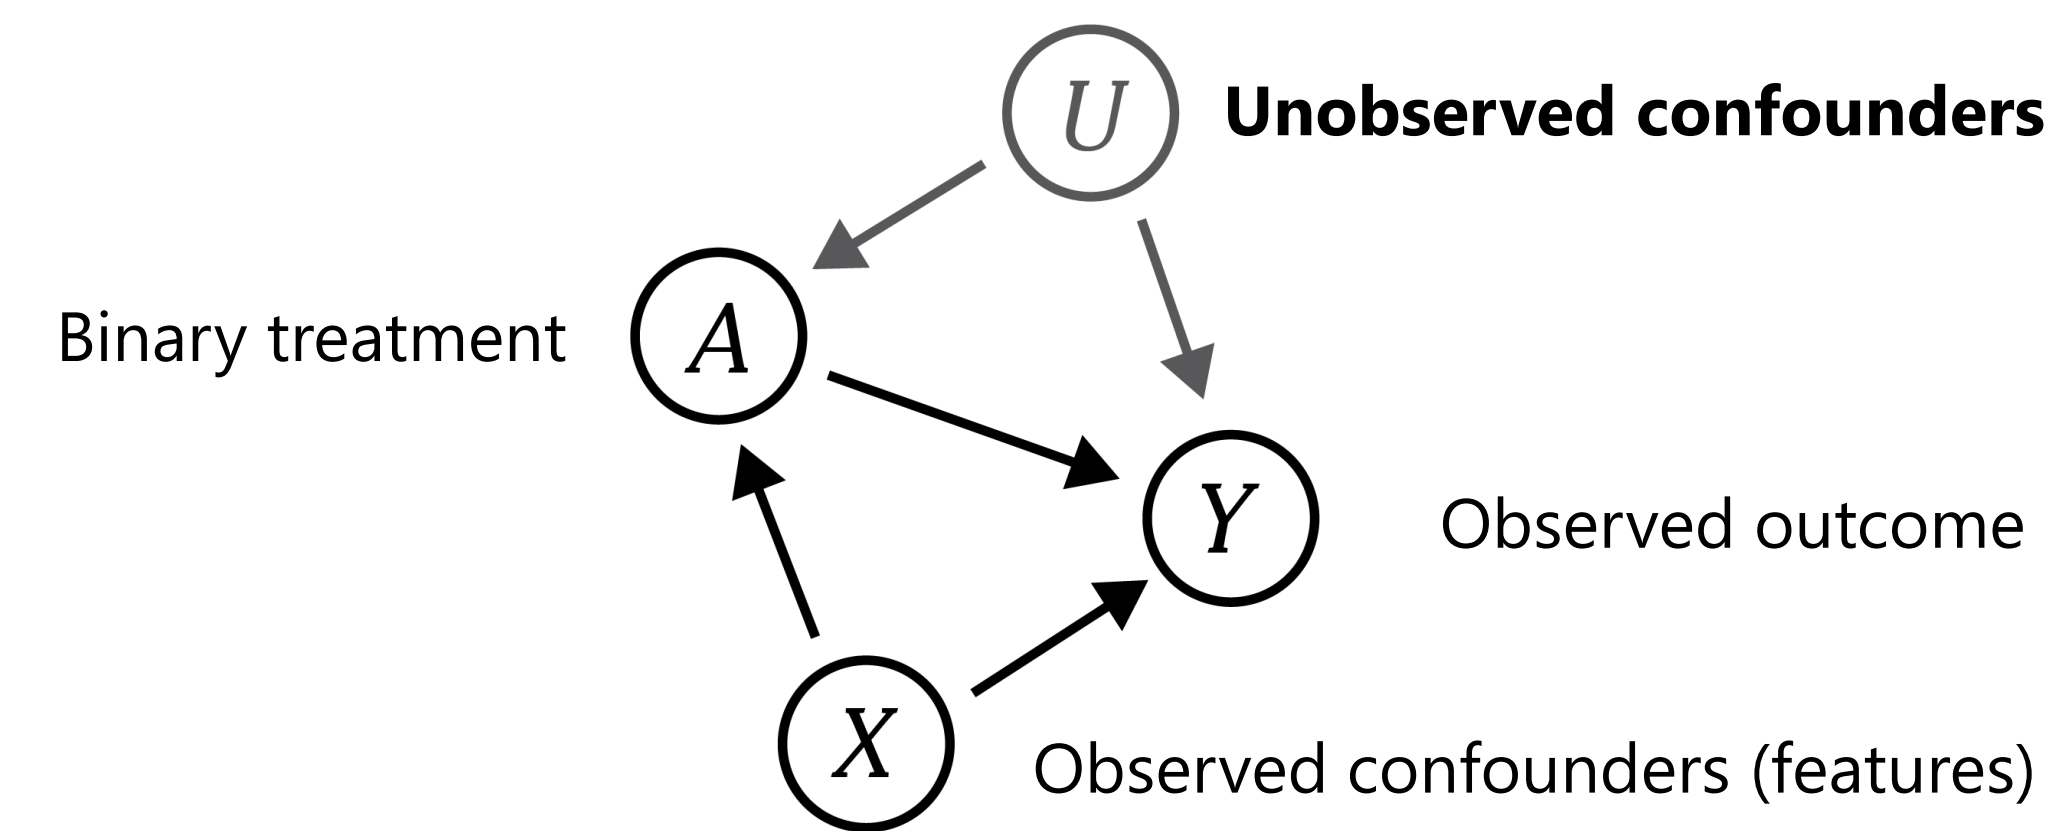 U
Unobserved confounders
Binary treatment
A
Y
Observed outcome
X
Observed confounders (features)